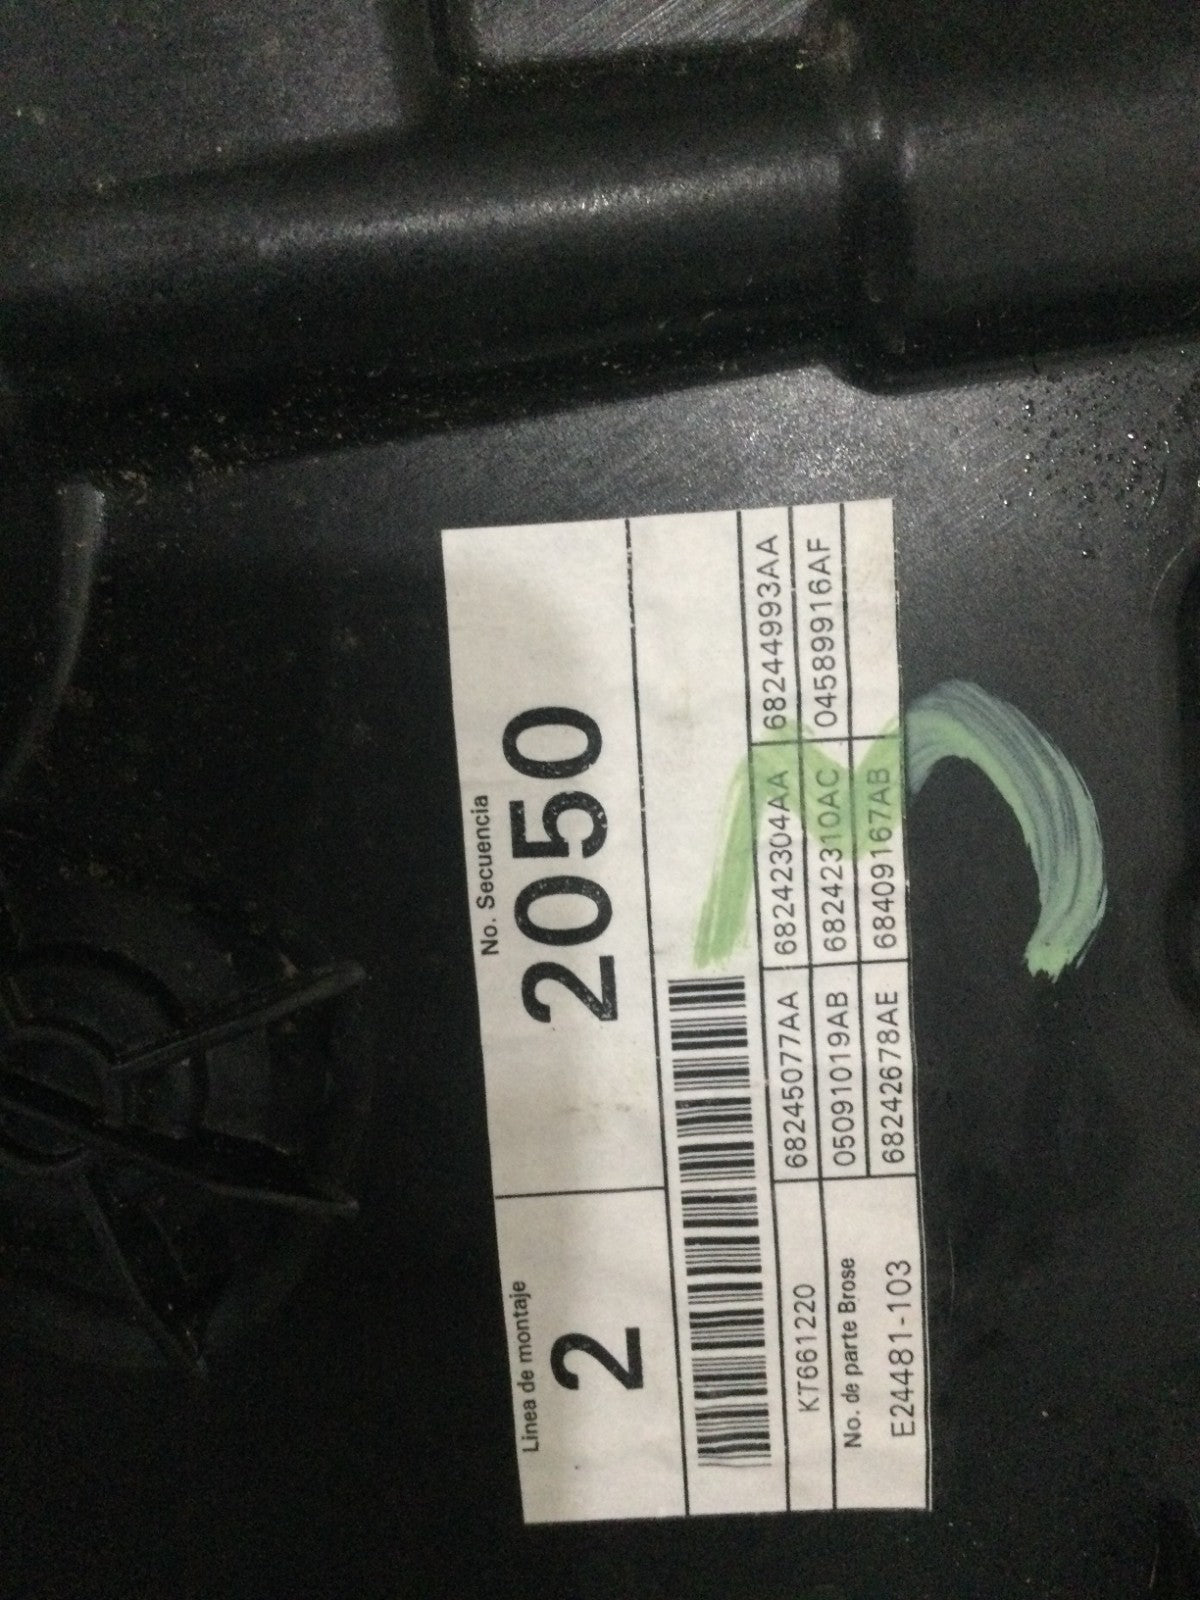 Linea de montaje No. Secuencia
2 2050
KT661220 68245077AA 68242304AA 68244993AA
No. de parte Brose 05091019AB 68242310AC 04589916AF
E24481-103 68242678AE 68409167AB